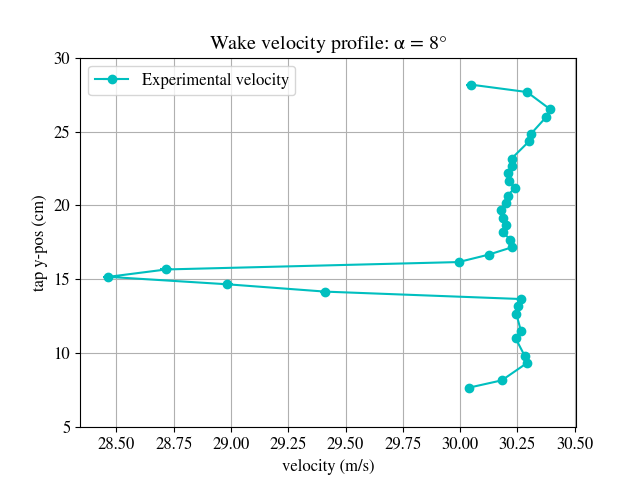 Wake velocity profile: α = 8°
Experimental velocity
30
25
20
15
10
5
tap y-pos (cm)
28.50 28.75 29.00 29.25 29.50 29.75 30.00 30.25 30.50
velocity (m/s)